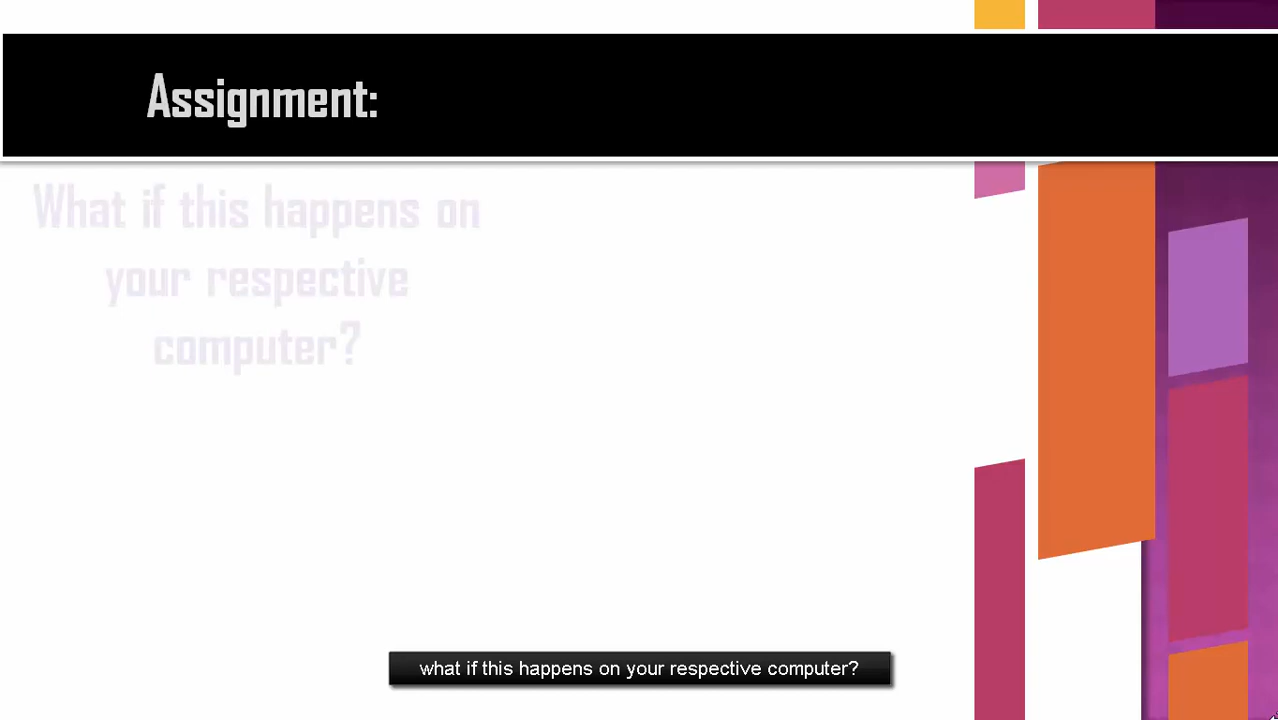 Assignment:
What if this happens on
your respective
computer?
what if this happens on your respective computer?